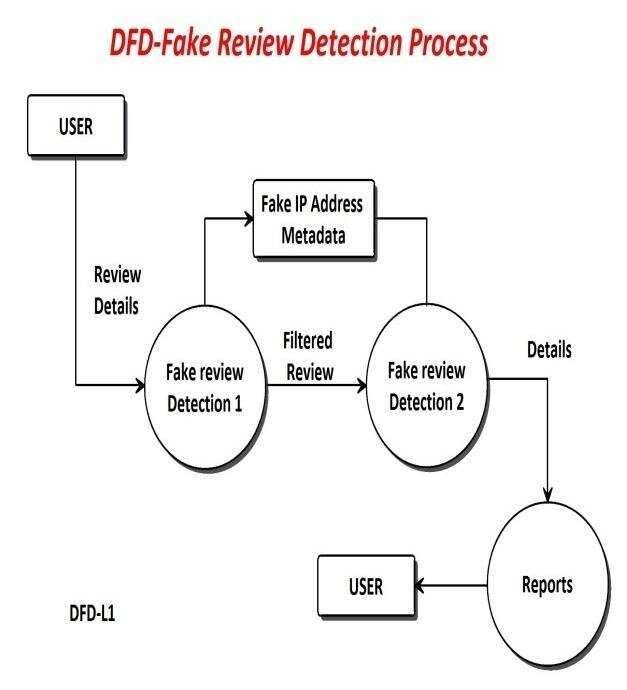 DFD-Fake Review Detection Process
USER
Fake IP Address
Metadata
Review
Details
Filtered
Review
Details
Fake review
Detection 1
Fake review
Detection 2
USER
Reports
DFD-L1